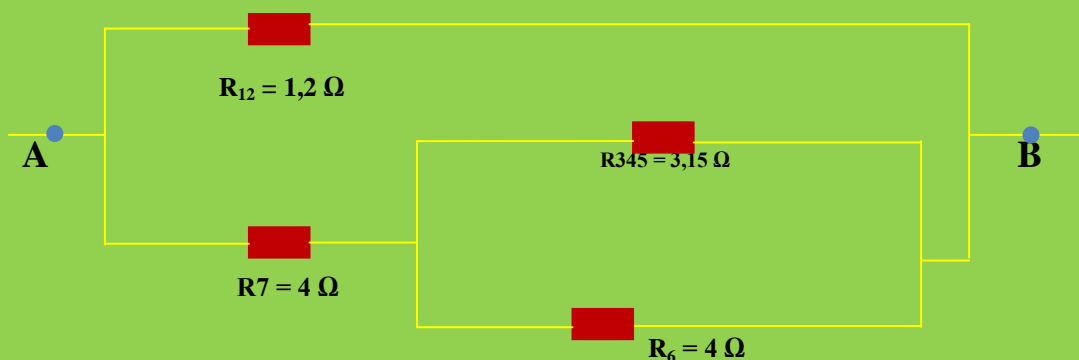 R₁₂ = 1,2 Ω
A
R345 = 3,15 Ω
B
R7 = 4 Ω
R₆ = 4 Ω